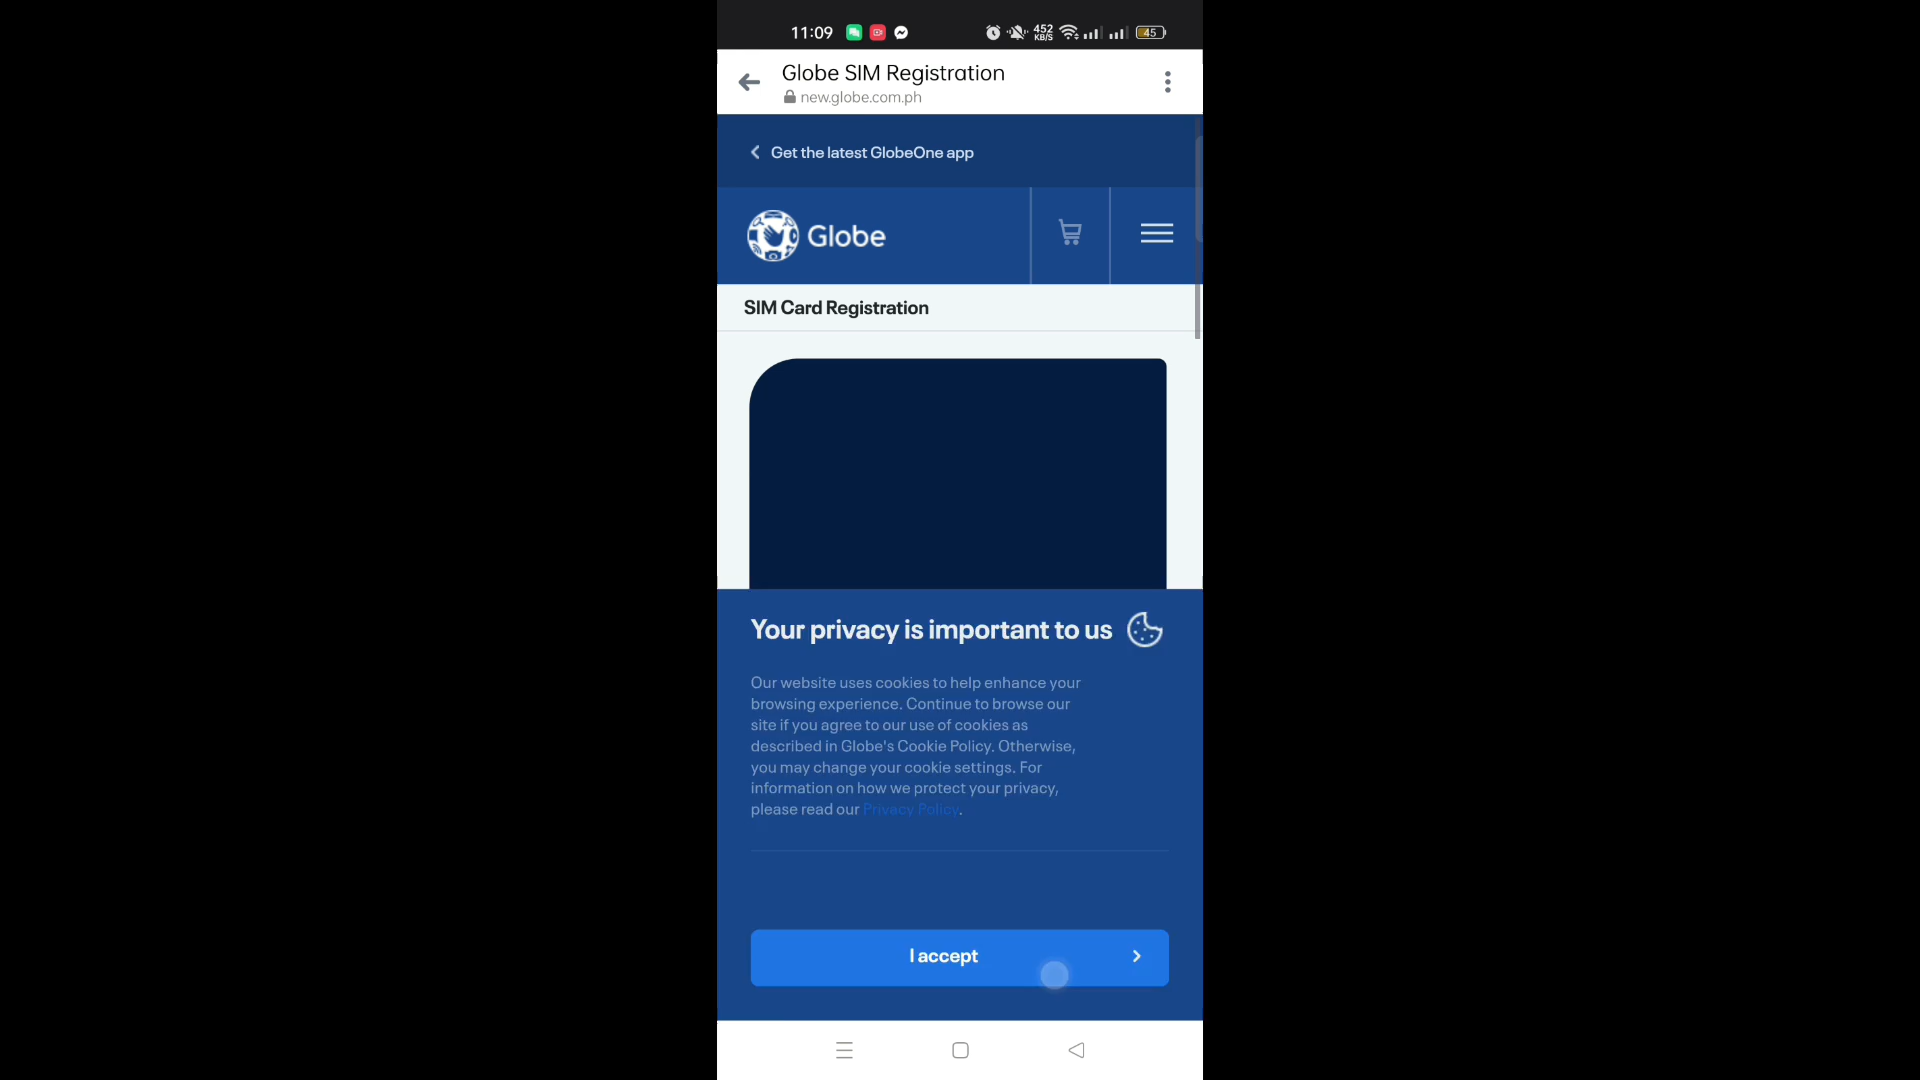 11:09
452
KB/S
45
Globe SIM Registration
new.globe.com.ph
Get the latest GlobeOne app
Globe
SIM Card Registration
Your privacy is important to us
Our website uses cookies to help enhance your
browsing experience. Continue to browse our
site if you agree to our use of cookies as
described in Globe's Cookie Policy. Otherwise,
you may change your cookie settings. For
information on how we protect your privacy,
please read our Privacy Policy.
I accept